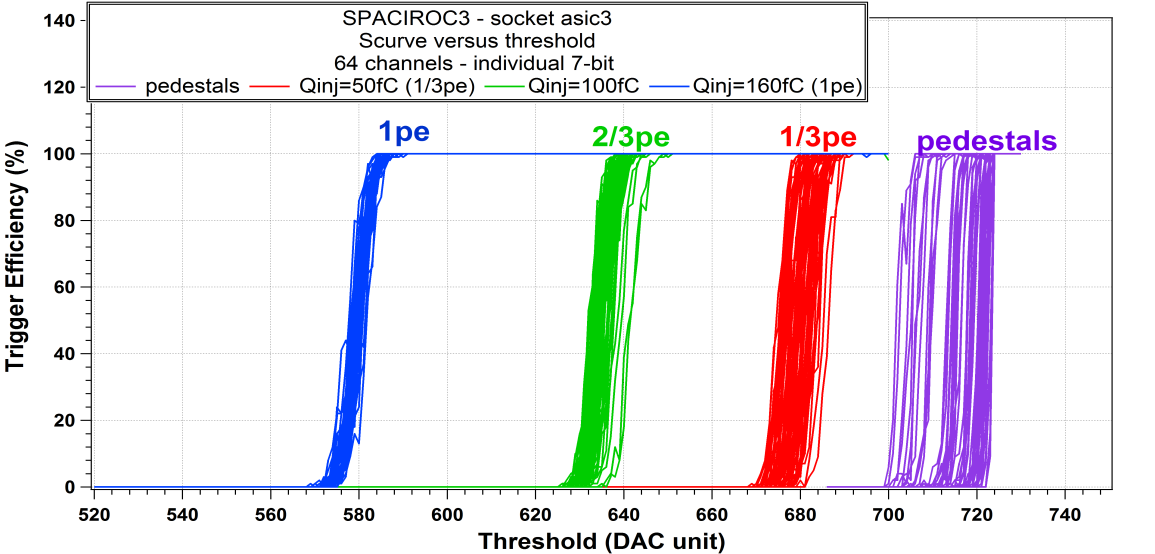 SPACIROC3 - socket asic3
Scurve versus threshold
64 channels - individual 7-bit
pedestals Qinj=50fC (1/3pe) Qinj=100fC Qinj=160fC (1pe)
1pe 2/3pe 1/3pe pedestals
Trigger Efficiency (%)
140
120
100
80
60
40
20
0
520 540 560 580 600 620 640 660 680 700 720 740
Threshold (DAC unit)